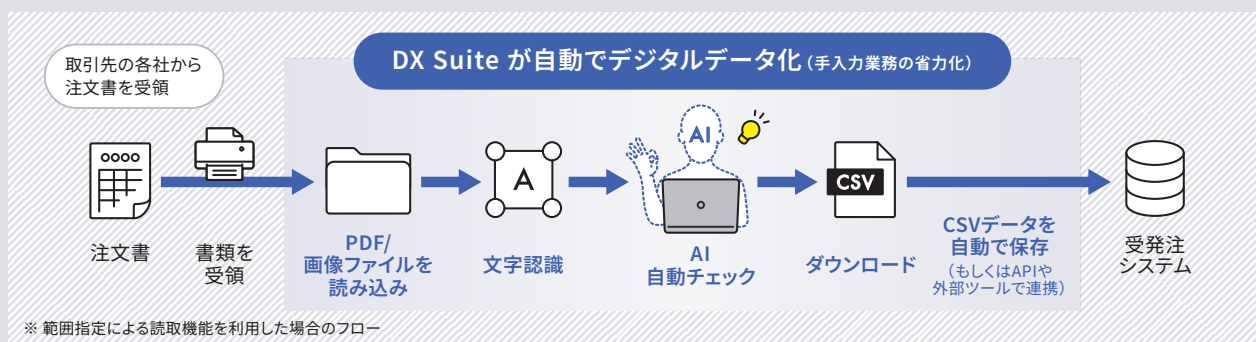 取引先の各社から
注文書を受領
DX Suite が自動でデジタルデータ化（手入力業務の省力化）
注文書
書類を
受領
PDF/
画像ファイルを
読み込み
A
文字認識
AI
AI
自動チェック
CSV
ダウンロード
CSVデータを
自動で保存
（もしくはAPIや
外部ツールで連携）
受発注
システム
※ 範囲指定による読取機能を利用した場合のフロー